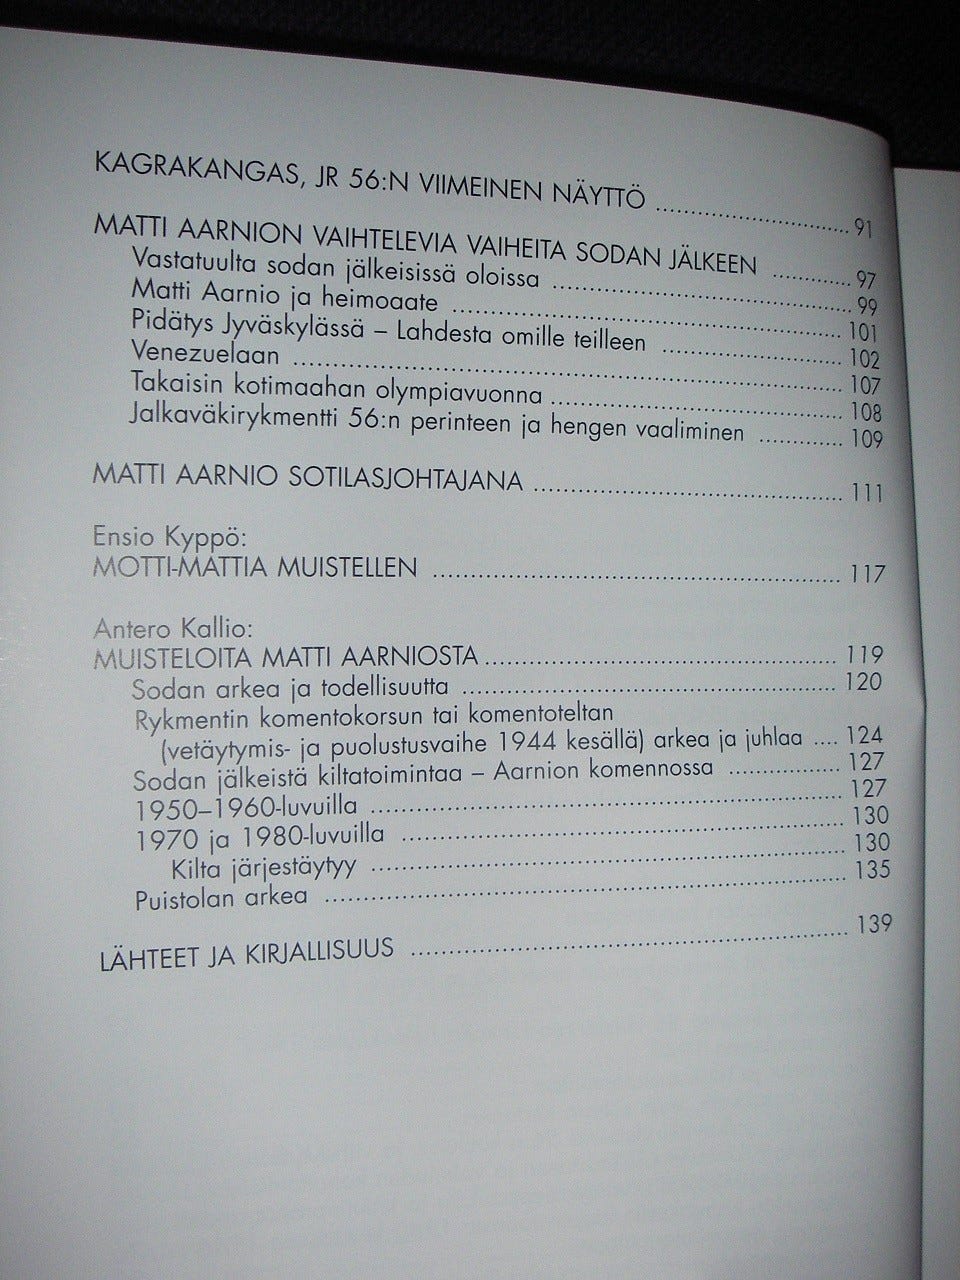 KAGRAKANGAS, JR 56:N VIIMEINEN NÄYTTÖ ........................ 91
MATTI AARNION VAIHTELEVIA VAIHEITA SODAN JÄLKEEN ........... 97
Vastatuulta sodan jälkeisissä oloissa ........................ 99
Matti Aarnio ja heimoaate ........................ 101
Pidätys Jyväskylässä – Lahdesta omille teilleen ........................ 102
Venezuelaan ........................ 107
Takaisin kotimaahan olympiavuonna ........................ 108
Jalkaväkirykmentti 56:n perinteen ja hengen vaaliminen ............ 109
MATTI AARNIO SOTILASJOHTAJANA ........................ 111
Ensio Kyppö:
MOTTI-MATTIA MUISTELLEN ........................ 117
Antero Kallio:
MUISTELOITA MATTI AARNIOSTA ........................ 119
Sodan arkea ja todellisuutta ........................ 120
Rykmentin komentokorsun tai komentoteltan
(vetäytymis- ja puolustusvaihe 1944 kesällä) arkea ja juhlaa .... 124
Sodan jälkeistä kiltatoimintaa – Aarnion komennossa ............... 127
1950–1960-luvuilla ........................ 127
1970 ja 1980-luvuilla ........................ 130
Kilta järjestäytyy ........................ 130
Puistolan arkea ........................ 135
LÄHTEET JA KIRJALLISUUS ........................ 139